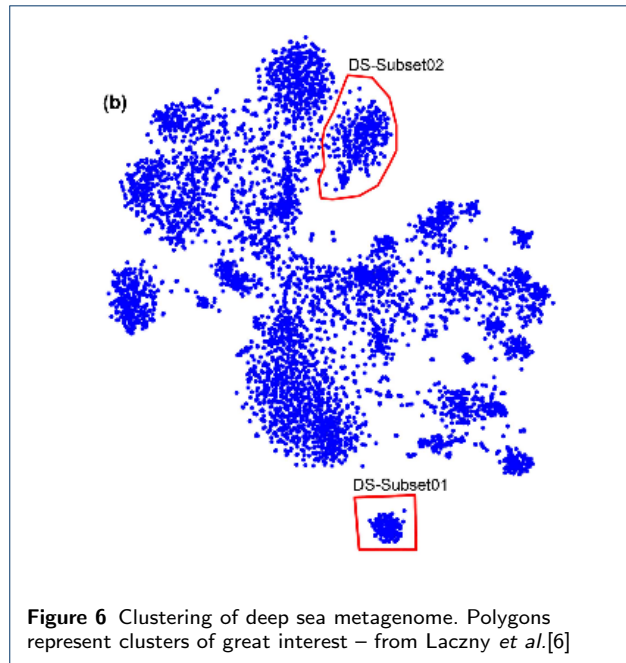 DS-Subset02
(b)
DS-Subset01
Figure 6 Clustering of deep sea metagenome. Polygons
represent clusters of great interest – from Laczny et al.[6]